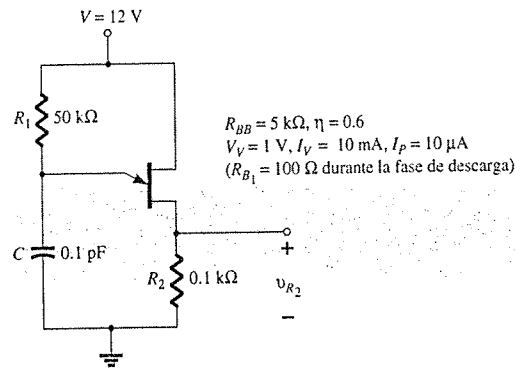 V = 12 V
R1 50 kΩ
RBB = 5 kΩ, η = 0.6
VV = 1 V, IV = 10 mA, IP = 10 μA
(RB1 = 100 Ω durante la fase de descarga)
C 0.1 pF
R2 0.1 kΩ
+
υR2
−